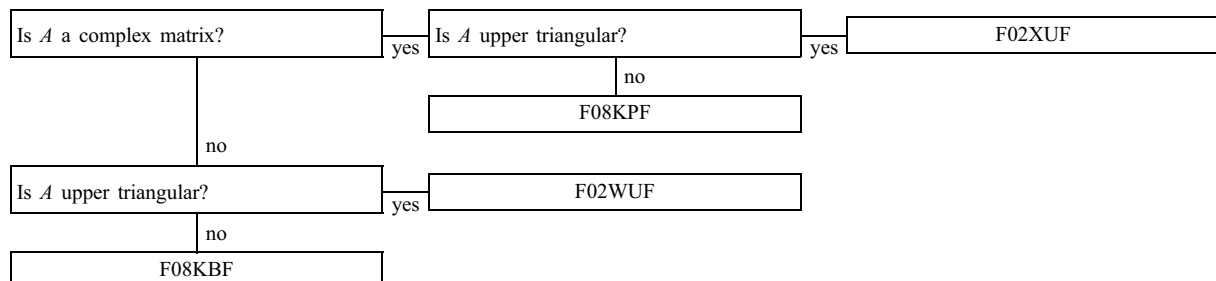 Is A a complex matrix?
yes
Is A upper triangular?
yes
F02XUF
no
F08KPF
no
Is A upper triangular?
yes
F02WUF
no
F08KBF